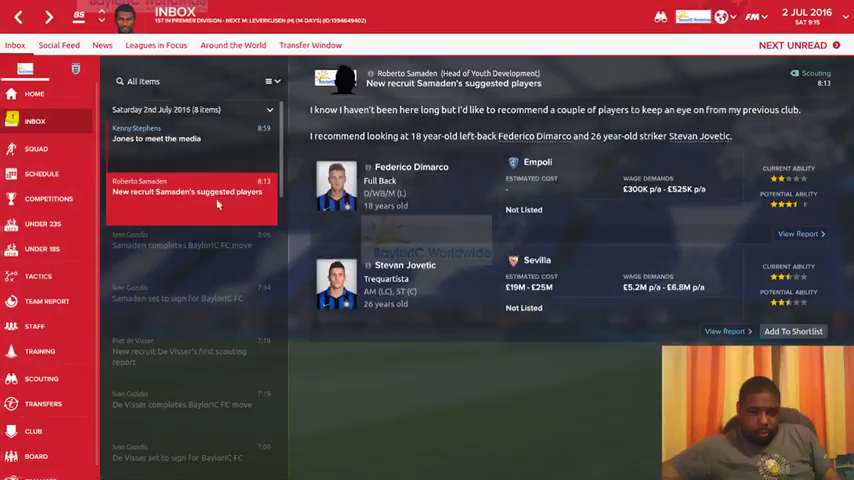 INBOX
1ST IN PREMIER DIVISION - NEXT M: LEVERKUSEN (H) (14 DAYS) (ID:1394649402)
FM
2 JUL 2016
SAT 9:15
Inbox
Social Feed
News
Leagues in Focus
Around the World
Transfer Window
NEXT UNREAD
HOME
1
INBOX
SQUAD
SCHEDULE
COMPETITIONS
UNDER 23S
UNDER 18S
TACTICS
TEAM REPORT
STAFF
TRAINING
SCOUTING
TRANSFERS
CLUB
BOARD
All Items
Saturday 2nd July 2016 (8 items)
Kenny Stephens 8:59
Jones to meet the media
Roberto Samaden 8:13
New recruit Samaden's suggested players
Ivan Gazidis
Samaden completes BaylorIC FC move
Ivan Gazidis 7:34
Samaden set to sign for BaylorIC FC
Piet de Visser 7:19
New recruit De Visser's first scouting
report
Ivan Gazidis 7:19
De Visser completes BaylorIC FC move
Ivan Gazidis 7:00
De Visser set to sign for BaylorIC FC
Roberto Samaden (Head of Youth Development)
New recruit Samaden's suggested players
Scouting
8:13
I know I haven't been here long but I'd like to recommend a couple of players to keep an eye on from my previous club.
I recommend looking at 18 year-old left-back Federico Dimarco and 26 year-old striker Stevan Jovetic.
Federico Dimarco
Full Back
D/WB/M (L)
18 years old
Empoli
ESTIMATED COST
-
WAGE DEMANDS
£300K p/a - £525K p/a
Not Listed
CURRENT ABILITY
POTENTIAL ABILITY
View Report
BaylorIC Worldwide
Stevan Jovetic
Trequartista
AM (LC), ST (C)
26 years old
Sevilla
ESTIMATED COST
£19M - £25M
WAGE DEMANDS
£5.2M p/a - £6.8M p/a
Not Listed
CURRENT ABILITY
POTENTIAL ABILITY
View Report
Add To Shortlist